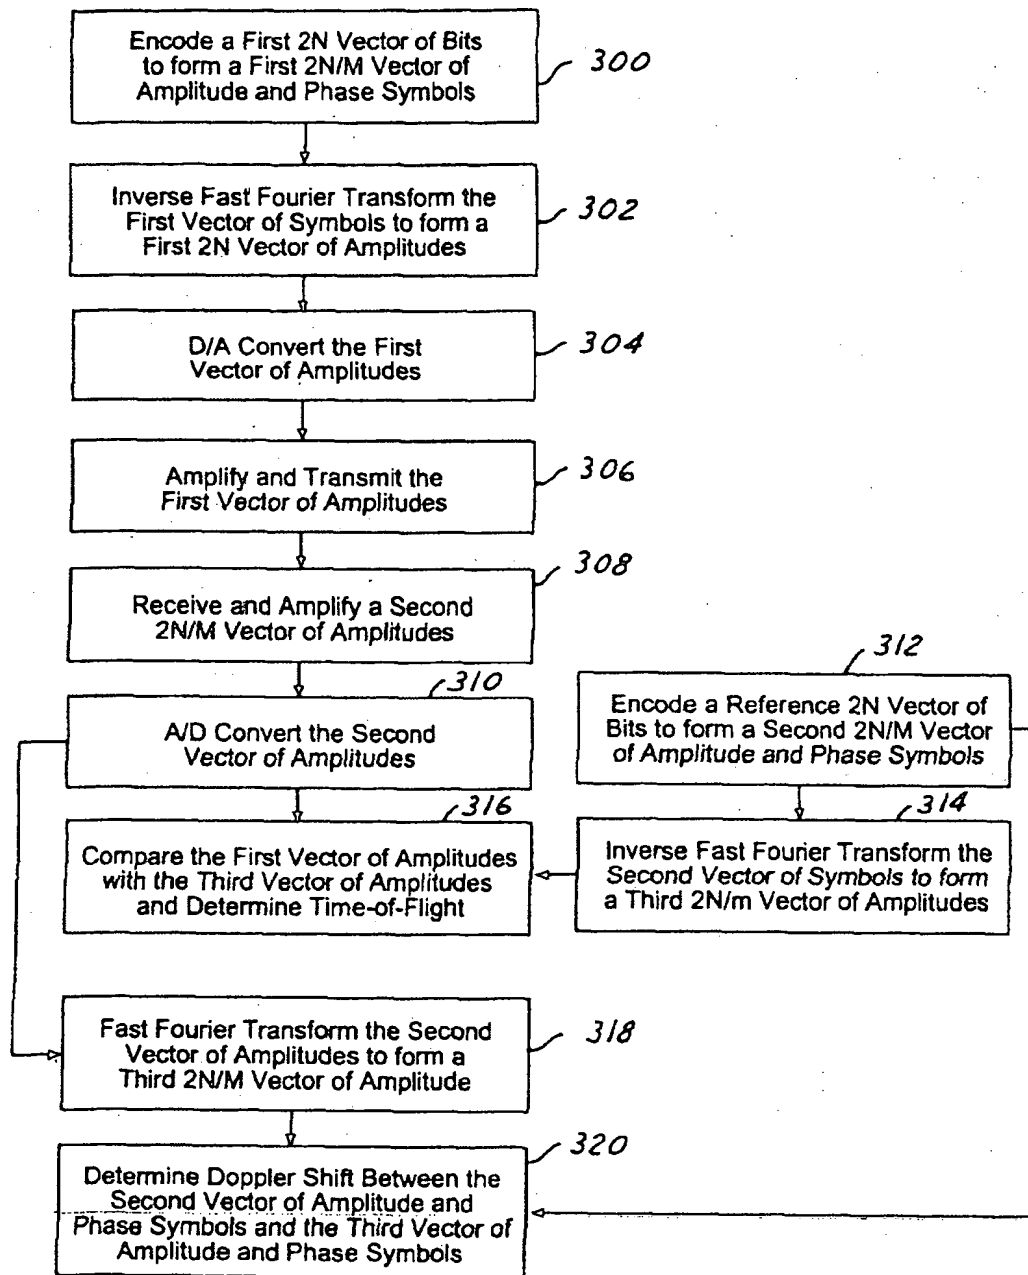 Encode a First 2N Vector of Bits
to form a First 2N/M Vector of
Amplitude and Phase Symbols
300
Inverse Fast Fourier Transform the
First Vector of Symbols to form a
First 2N Vector of Amplitudes
302
D/A Convert the First
Vector of Amplitudes
304
Amplify and Transmit the
First Vector of Amplitudes
306
Receive and Amplify a Second
2N/M Vector of Amplitudes
308
A/D Convert the Second
Vector of Amplitudes
310
Encode a Reference 2N Vector of
Bits to form a Second 2N/M Vector
of Amplitude and Phase Symbols
312
Compare the First Vector of Amplitudes
with the Third Vector of Amplitudes
and Determine Time-of-Flight
316
Inverse Fast Fourier Transform the
Second Vector of Symbols to form
a Third 2N/m Vector of Amplitudes
314
Fast Fourier Transform the Second
Vector of Amplitudes to form a
Third 2N/M Vector of Amplitude
318
Determine Doppler Shift Between the
Second Vector of Amplitude and
Phase Symbols and the Third Vector of
Amplitude and Phase Symbols
320